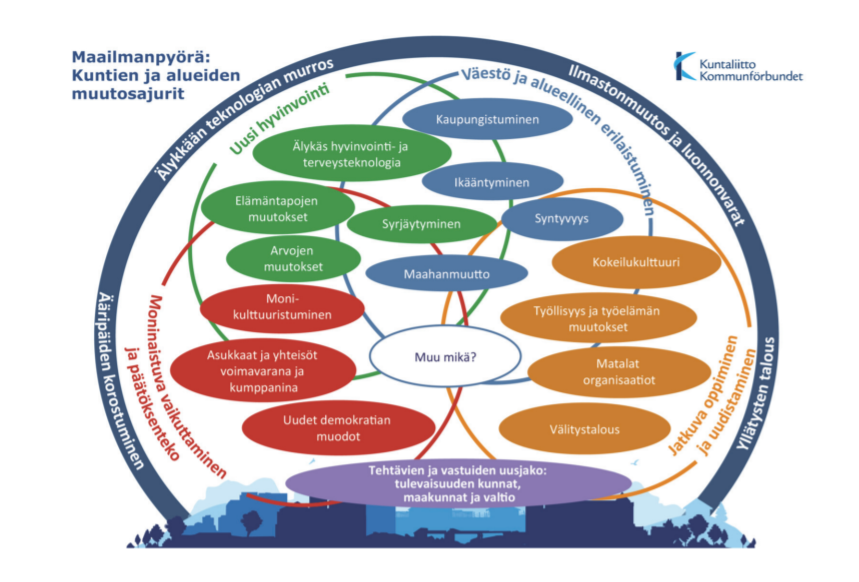 Maailmanpyörä:
Kuntien ja alueiden
muutosajurit
Kuntaliitto
Kommunförbundet
Ääripäiden korostuminen
Älykkään teknologian murros
Ilmastonmuutos ja luonnonvarat
Yllätysten talous
Uusi hyvinvointi
Väestö ja alueellinen erilaistuminen
Kaupungistuminen
Älykäs hyvinvointi- ja
terveysteknologia
Ikääntyminen
Elämäntapojen
muutokset
Syrjäytyminen
Syntyvyys
Arvojen
muutokset
Maahanmuutto
Kokeilukulttuuri
Moni-
kulttuuristuminen
Työllisyys ja työelämän
muutokset
Moninaistuva vaikuttaminen
ja päätöksenteko
Asukkaat ja yhteisöt
voimavarana ja
kumppanina
Muu mikä?
Matalat
organisaatiot
Jatkuva oppiminen
ja uudistaminen
Uudet demokratian
muodot
Välitystalous
Tehtävien ja vastuiden uusjako:
tulevaisuuden kunnat,
maakunnat ja valtio